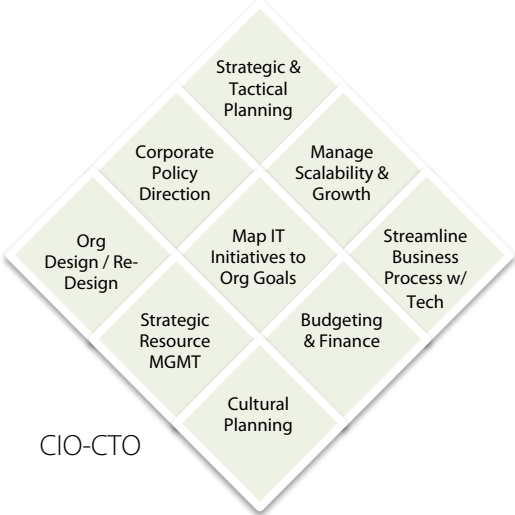 Strategic &
Tactical
Planning
Corporate
Policy
Direction
Manage
Scalability &
Growth
Org
Design / Re-
Design
Map IT
Initiatives to
Org Goals
Streamline
Business
Process w/
Tech
Strategic
Resource
MGMT
Budgeting
& Finance
Cultural
Planning
CIO-CTO